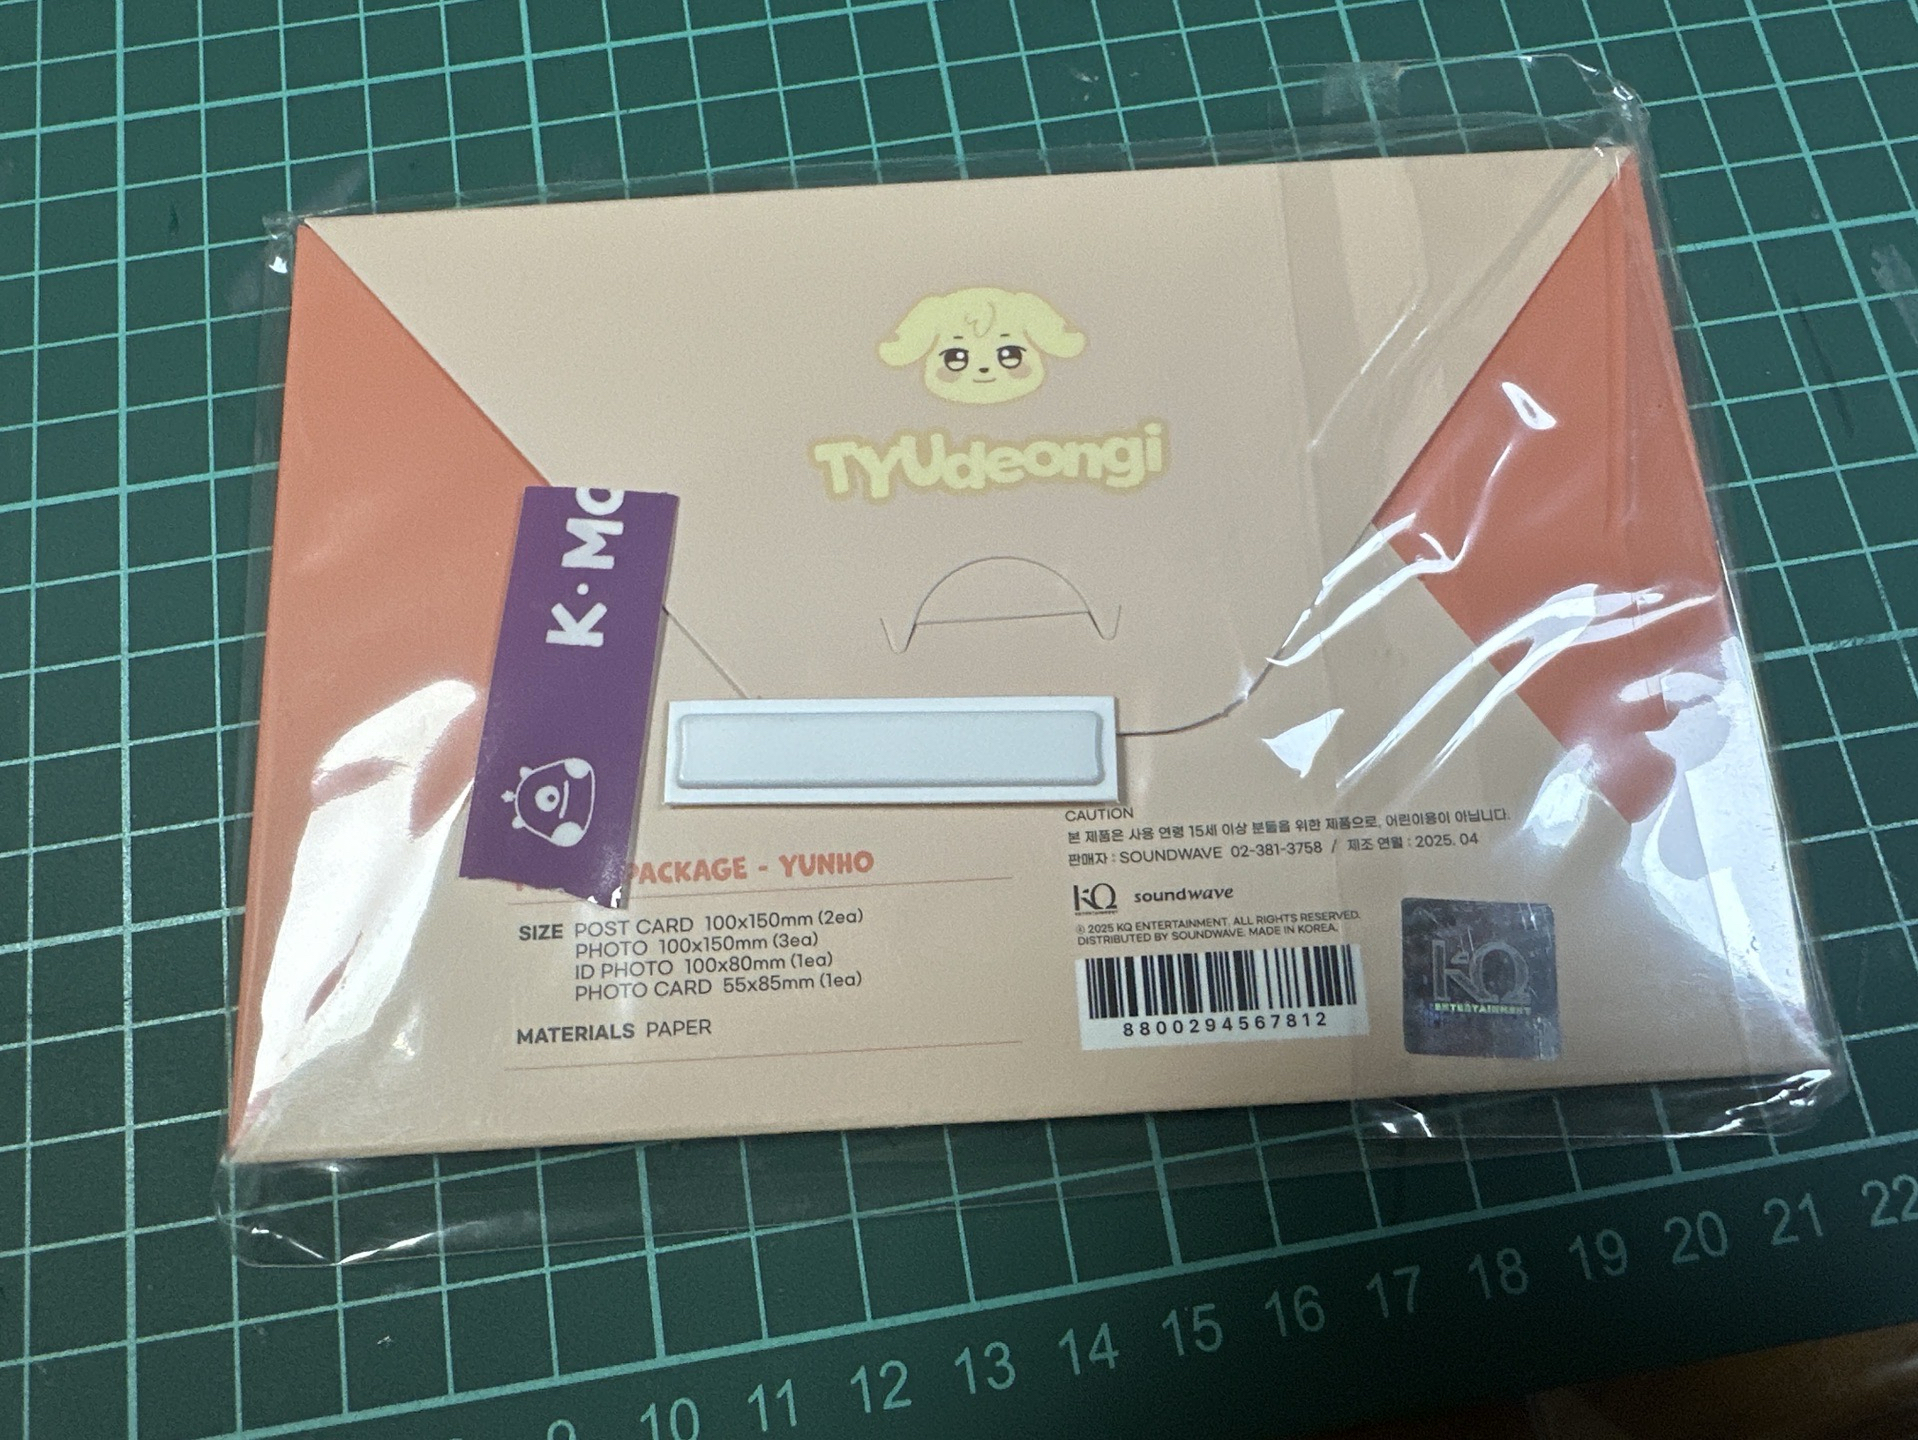 TYUdeongi
K·Mo
PACKAGE - YUNHO
SIZE POST CARD 100x150mm (2ea)
PHOTO 100x150mm (3ea)
ID PHOTO 100x80mm (1ea)
PHOTO CARD 55x85mm (1ea)
MATERIALS PAPER
CAUTION
본 제품은 사용 연령 15세 이상 분들을 위한 제품으로, 어린이용이 아닙니다.
판매자 : SOUNDWAVE 02-381-3758 / 제조 연월 : 2025. 04
KQ ENTERTAINMENT soundwave
© 2025 KQ ENTERTAINMENT. ALL RIGHTS RESERVED.
DISTRIBUTED BY SOUNDWAVE. MADE IN KOREA.
8800294567812
KQ
ENTERTAINMENT
9 10 11 12 13 14 15 16 17 18 19 20 21 22